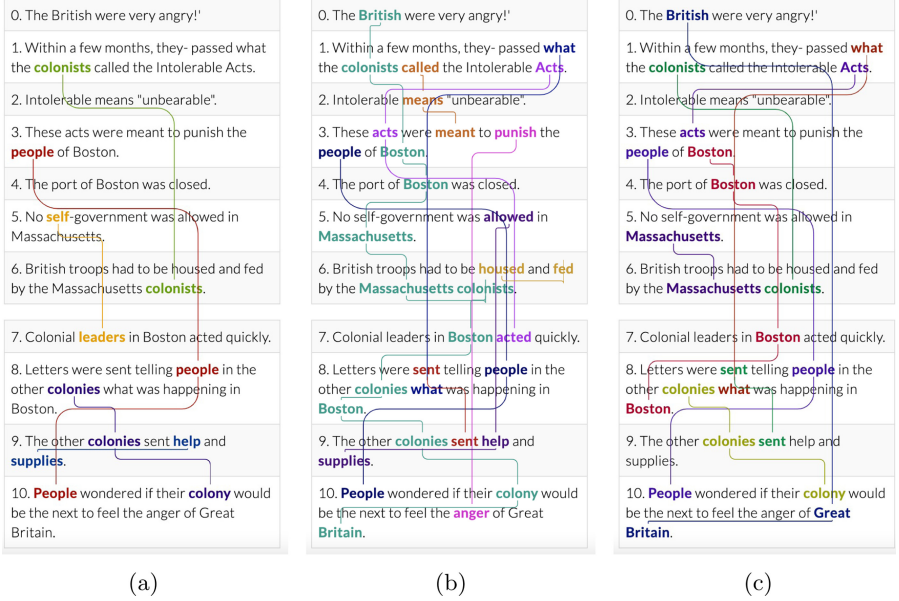 0. The British were very angry!'
1. Within a few months, they- passed what
the colonists called the Intolerable Acts.
2. Intolerable means "unbearable".
3. These acts were meant to punish the
people of Boston.
4. The port of Boston was closed.
5. No self-government was allowed in
Massachusetts.
6. British troops had to be housed and fed
by the Massachusetts colonists.
7. Colonial leaders in Boston acted quickly.
8. Letters were sent telling people in the
other colonies what was happening in
Boston.
9. The other colonies sent help and
supplies.
10. People wondered if their colony would
be the next to feel the anger of Great
Britain.
(a)
0. The British were very angry!'
1. Within a few months, they- passed what
the colonists called the Intolerable Acts.
2. Intolerable means "unbearable".
3. These acts were meant to punish the
people of Boston.
4. The port of Boston was closed.
5. No self-government was allowed in
Massachusetts.
6. British troops had to be housed and fed
by the Massachusetts colonists.
7. Colonial leaders in Boston acted quickly.
8. Letters were sent telling people in the
other colonies what was happening in
Boston.
9. The other colonies sent help and
supplies.
10. People wondered if their colony would
be the next to feel the anger of Great
Britain.
(b)
0. The British were very angry!'
1. Within a few months, they- passed what
the colonists called the Intolerable Acts.
2. Intolerable means "unbearable".
3. These acts were meant to punish the
people of Boston.
4. The port of Boston was closed.
5. No self-government was allowed in
Massachusetts.
6. British troops had to be housed and fed
by the Massachusetts colonists.
7. Colonial leaders in Boston acted quickly.
8. Letters were sent telling people in the
other colonies what was happening in
Boston.
9. The other colonies sent help and
supplies.
10. People wondered if their colony would
be the next to feel the anger of Great
Britain.
(c)